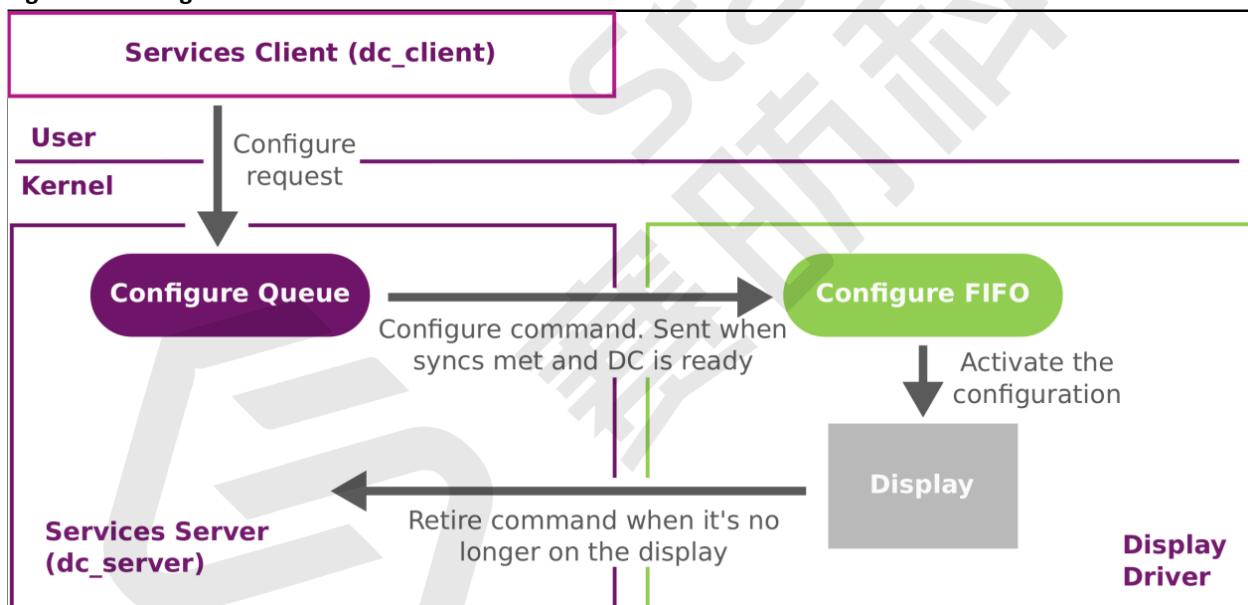 Services Client (dc_client)
User
Configure
request
Kernel
Configure Queue
Configure FIFO
Configure command. Sent when
syncs met and DC is ready
Activate the
configuration
Display
Retire command when it's no
longer on the display
Services Server
(dc_server)
Display
Driver